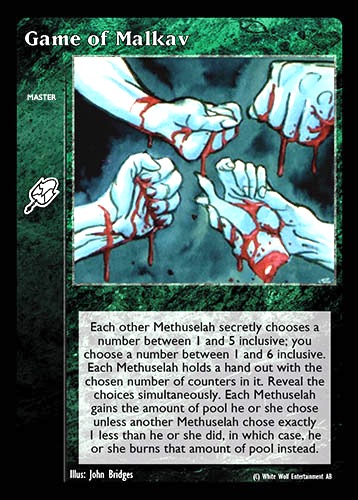 Game of Malkav
MASTER
Each other Methuselah secretly chooses a
number between 1 and 5 inclusive; you
choose a number between 1 and 6 inclusive.
Each Methuselah holds a hand out with the
chosen number of counters in it. Reveal the
choices simultaneously. Each Methuselah
gains the amount of pool he or she chose
unless another Methuselah chose exactly
1 less than he or she did, in which case, he
or she burns that amount of pool instead.
Illus: John Bridges
(C) White Wolf Entertainment AB